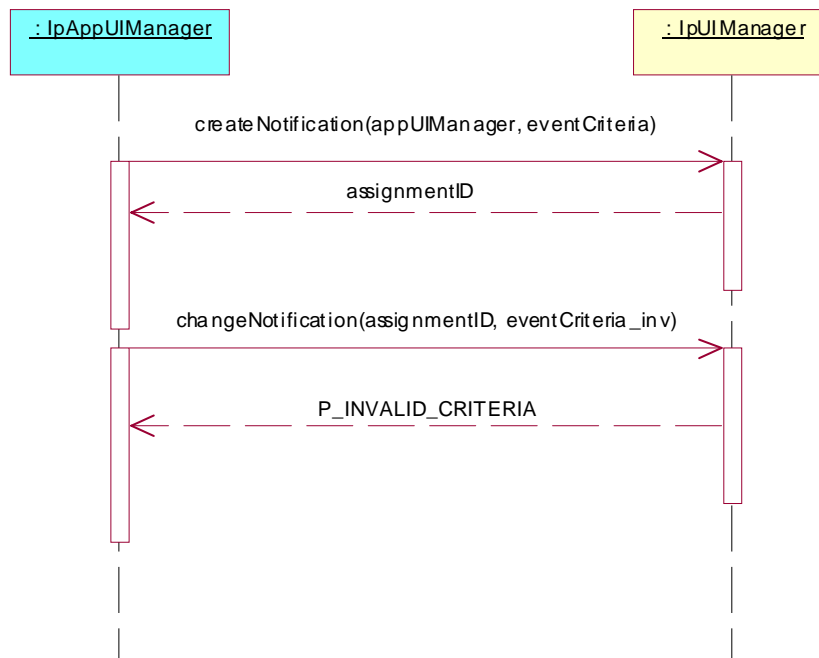 : IpAppUIManager
: IpUIManager
createNotification(appUIManager, eventCriteria)
assignmentID
changeNotification(assignmentID, eventCriteria_inv)
P_INVALID_CRITERIA